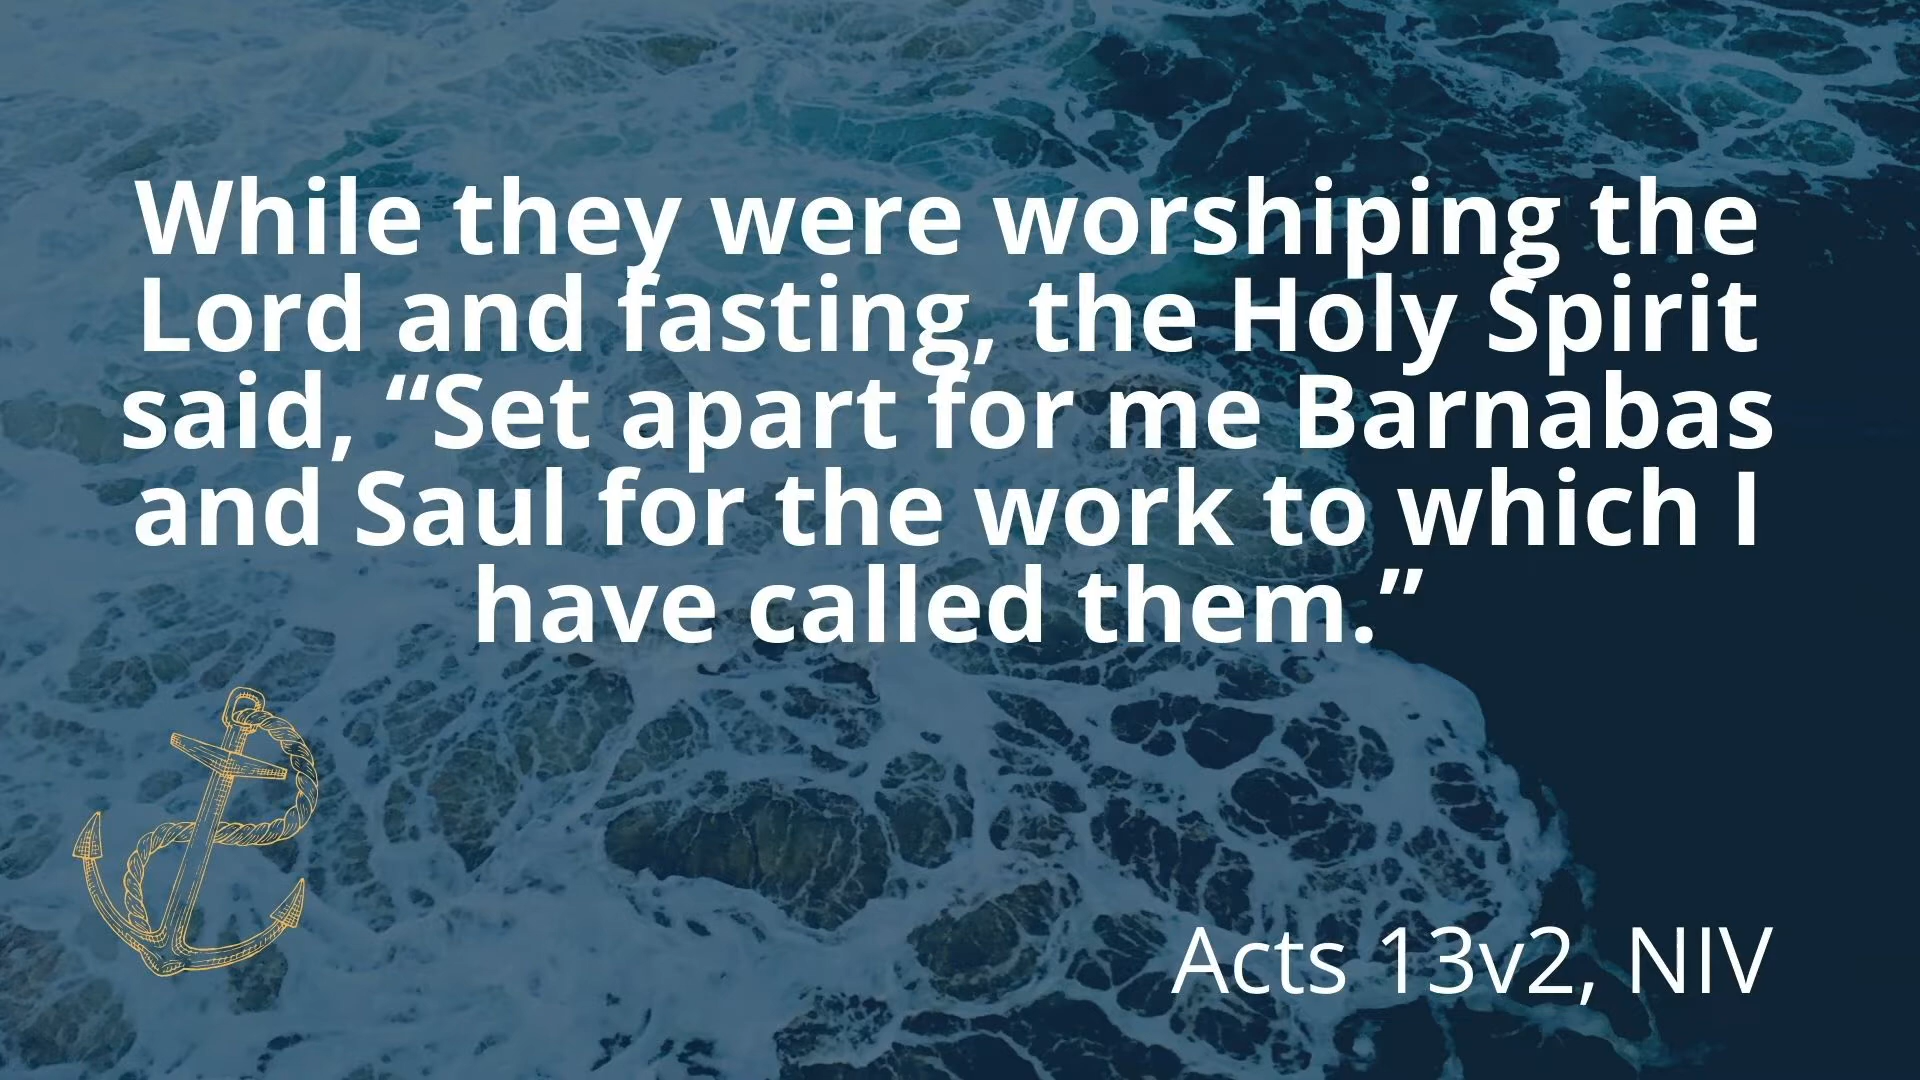 While they were worshiping the
Lord and fasting, the Holy Spirit
said, “Set apart for me Barnabas
and Saul for the work to which I
have called them.”
Acts 13v2, NIV